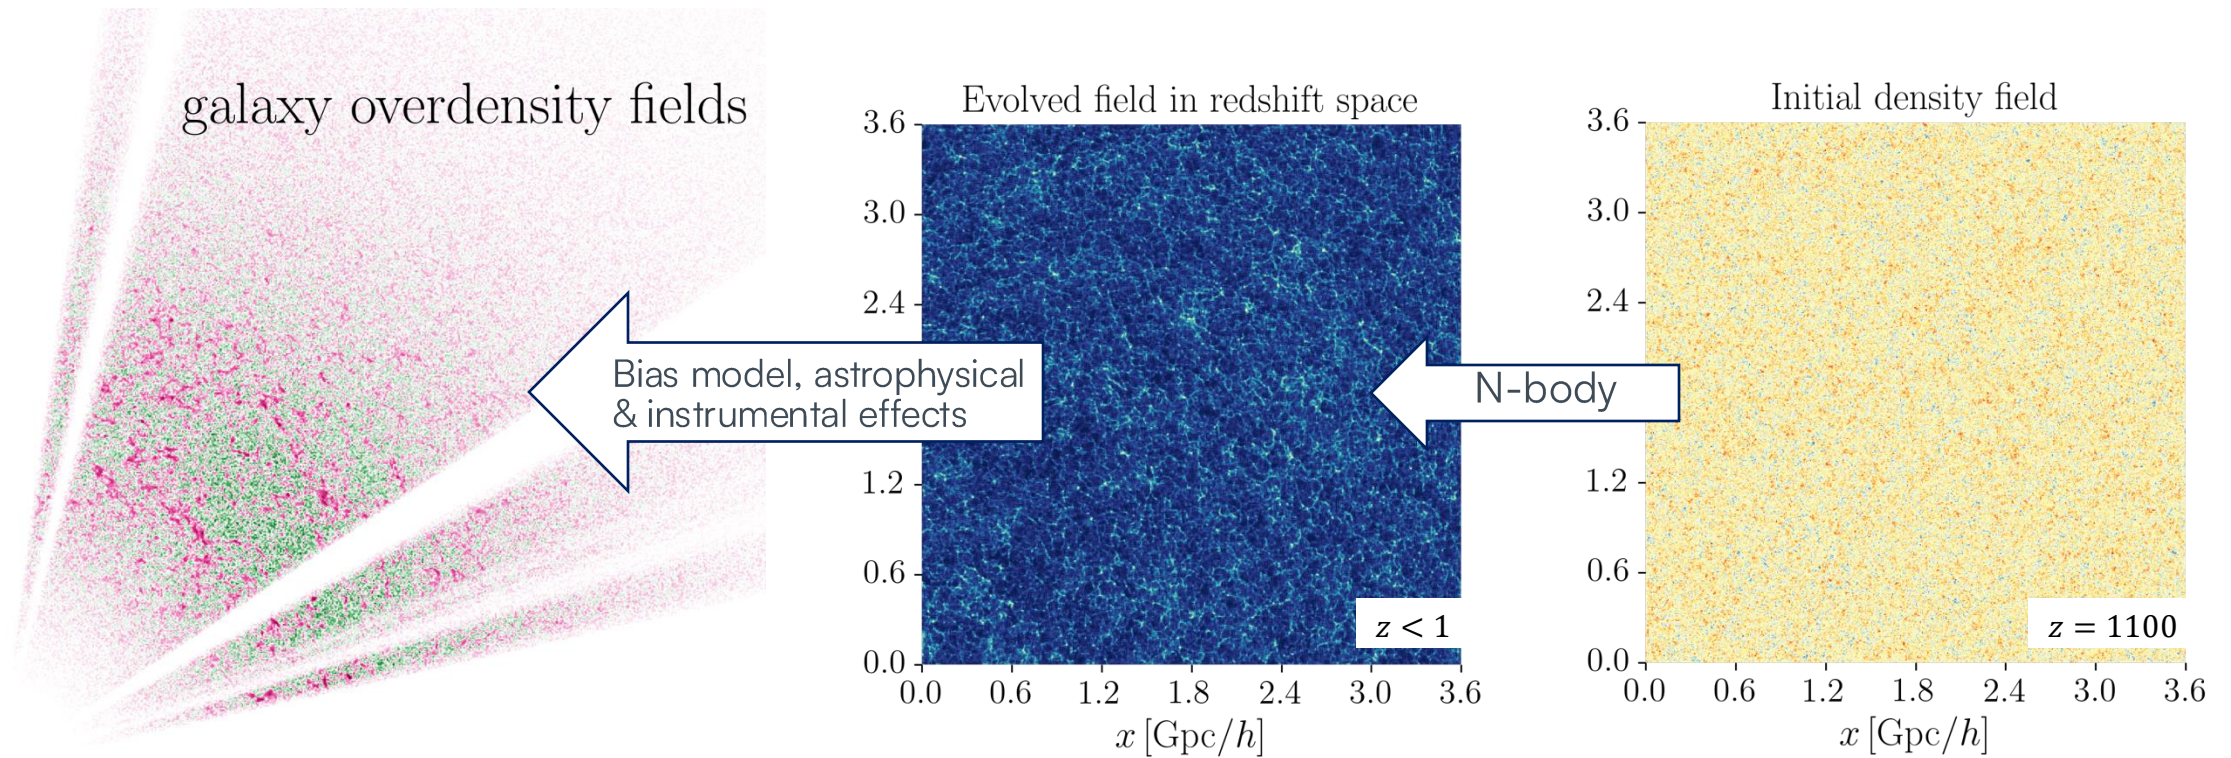 galaxy overdensity fields
Bias model, astrophysical
& instrumental effects
Evolved field in redshift space
3.6
3.0
2.4
1.2
0.6
0.0
0.0 0.6 1.2 1.8 2.4 3.0 3.6
x [Gpc/h]
z < 1
N-body
Initial density field
3.6
3.0
2.4
1.2
0.6
0.0
0.0 0.6 1.2 1.8 2.4 3.0 3.6
x [Gpc/h]
z = 1100